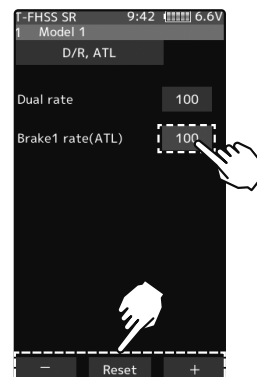 T-FHSS SR 9:42 6.6V
1 Model 1
D/R, ATL
Dual rate 100
Brake1 rate(ATL) 100
− Reset +